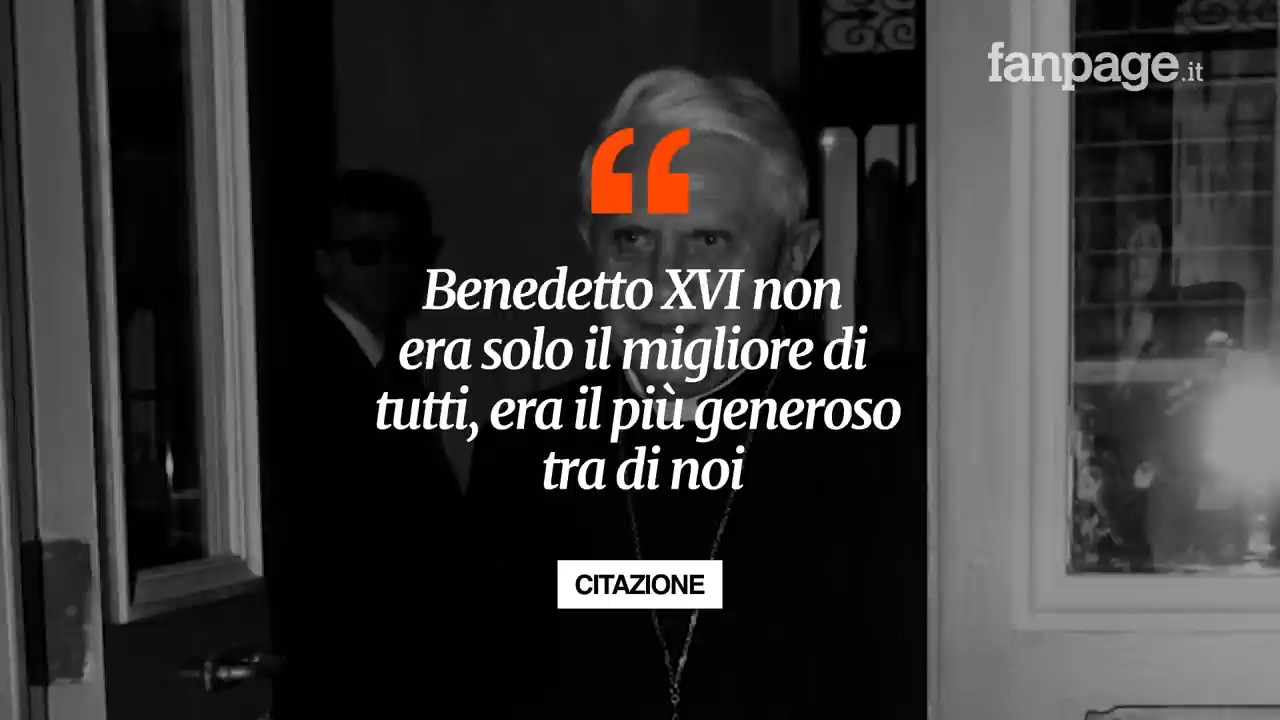 fanpage.it
“
Benedetto XVI non
era solo il migliore di
tutti, era il più generoso
tra di noi
CITAZIONE